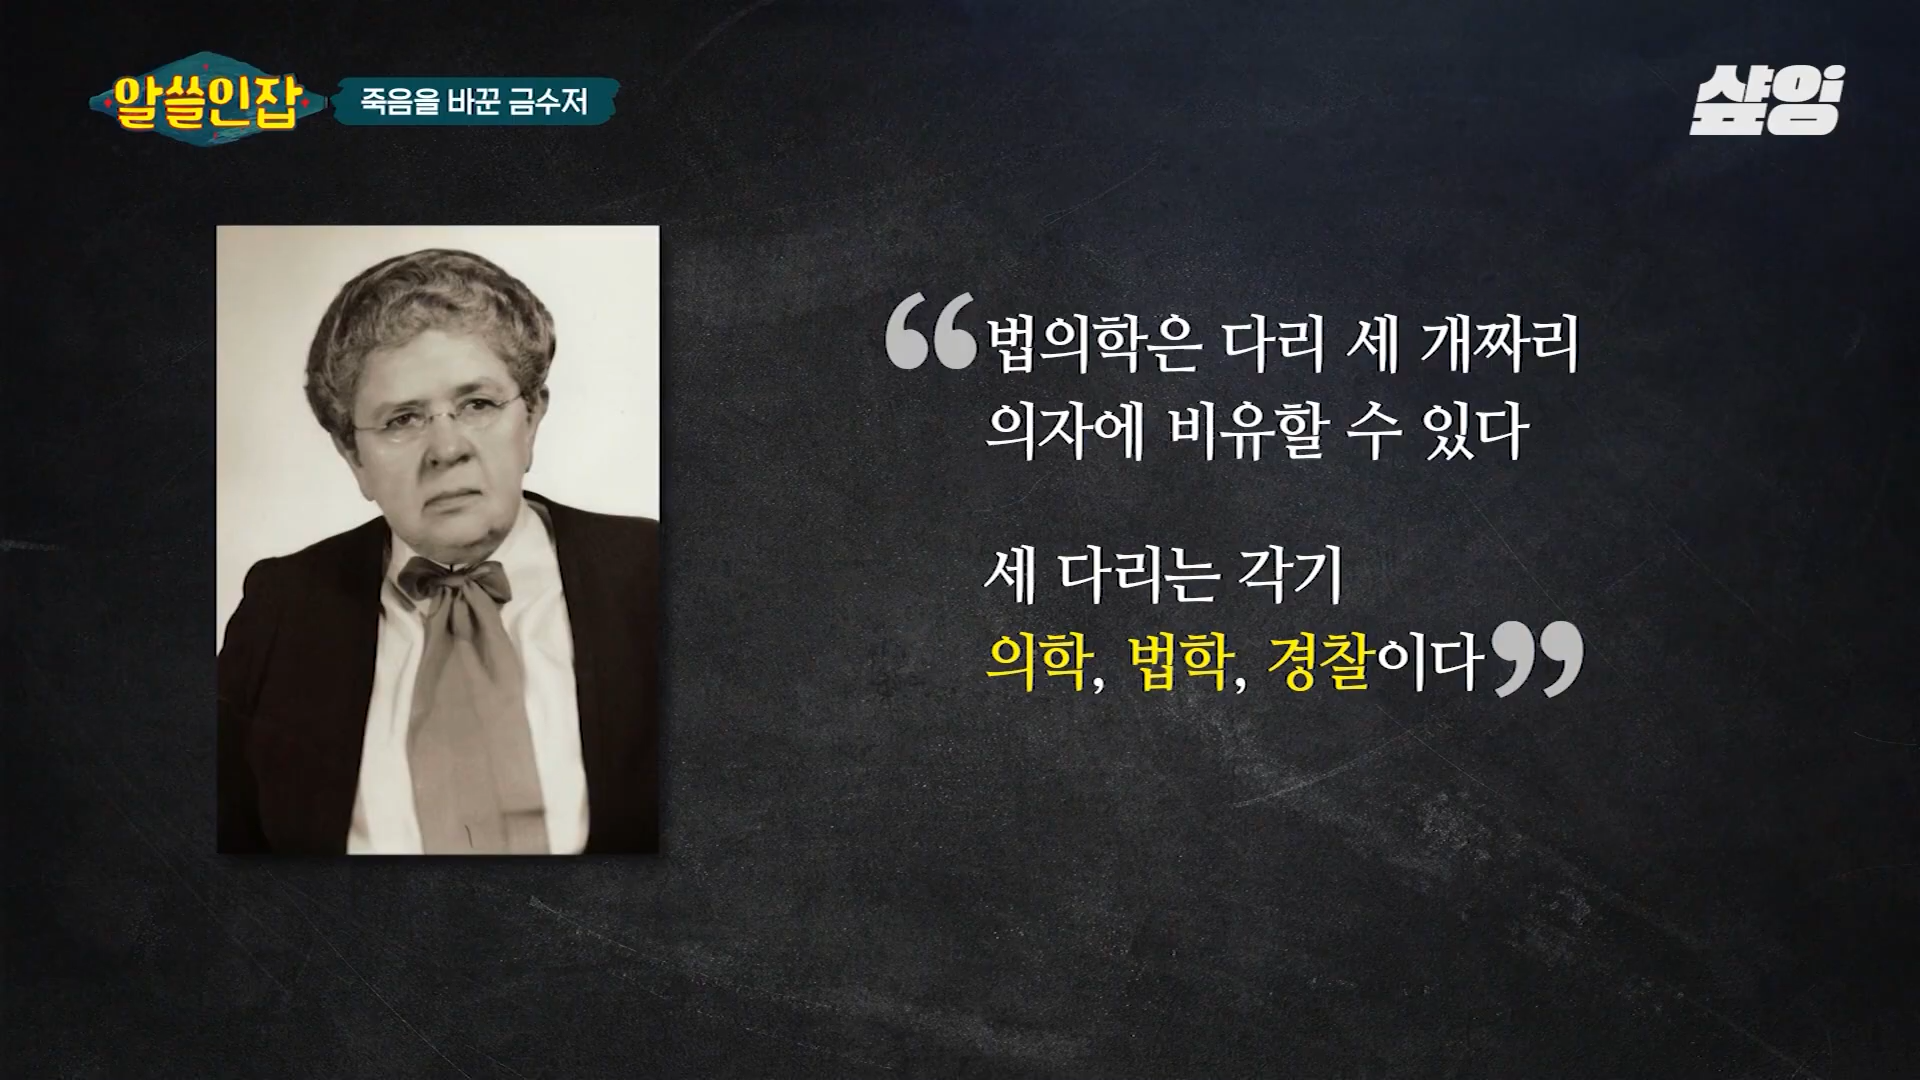 알쓸인잡
죽음을 바꾼 금수저
샾잉
“법의학은 다리 세 개짜리
의자에 비유할 수 있다
세 다리는 각기
의학, 법학, 경찰이다”